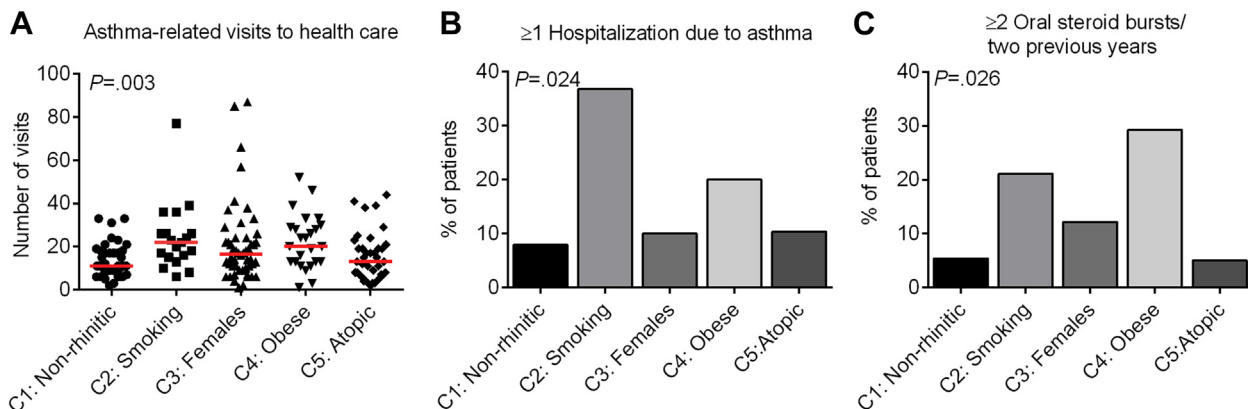 A
Asthma-related visits to health care
P=.003
Number of visits
100
80
60
40
20
0
C1: Non-rhinitic
C2: Smoking
C3: Females
C4: Obese
C5: Atopic
B
≥1 Hospitalization due to asthma
P=.024
% of patients
40
30
20
10
0
C1: Non-rhinitic
C2: Smoking
C3: Females
C4: Obese
C5:Atopic
C
≥2 Oral steroid bursts/
two previous years
P=.026
% of patients
40
30
20
10
0
C1: Non-rhinitic
C2: Smoking
C3: Females
C4: Obese
C5:Atopic